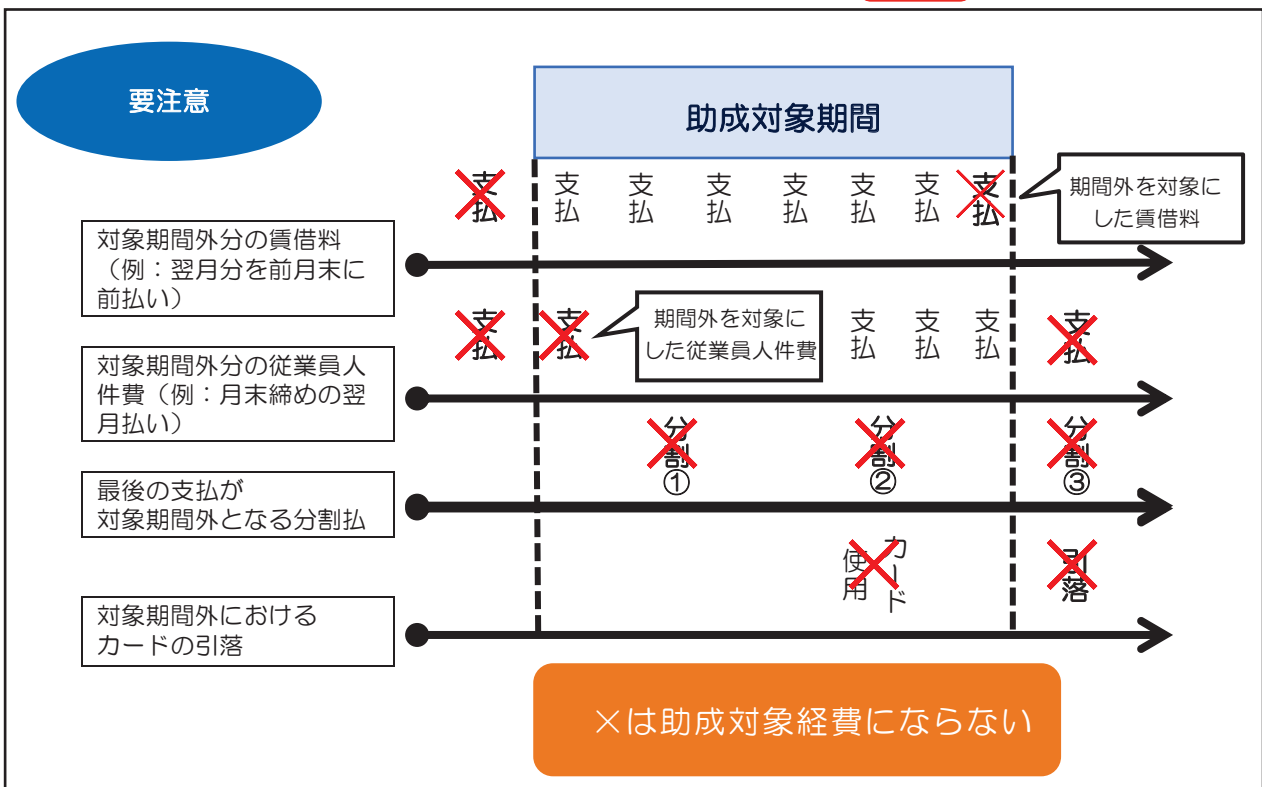 要注意
助成対象期間
支払
支払
支払
支払
支払
支払
支払
支払
期間外を対象に
した賃借料
対象期間外分の賃借料
（例：翌月分を前月末に
前払い）
支払
支払
期間外を対象に
した従業員人件費
支払
支払
支払
支払
対象期間外分の従業員人
件費（例：月末締めの翌
月払い）
分割①
分割②
分割③
最後の支払が
対象期間外となる分割払
カード
使用
引落
対象期間外における
カードの引落
×は助成対象経費にならない